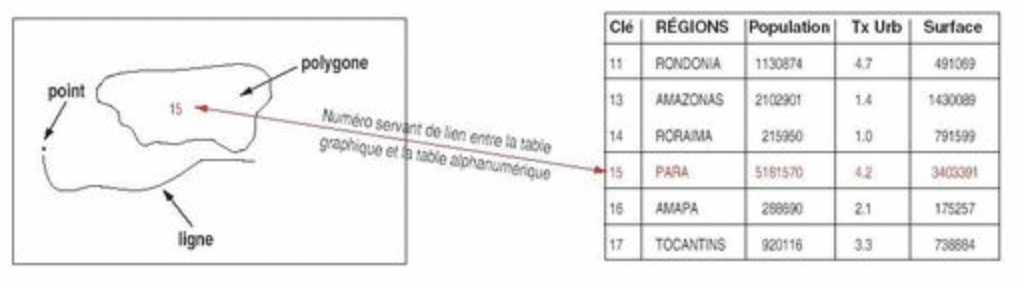 polygone
point
15
Numéro servant de lien entre la table
graphique et la table alphanumérique
ligne
Clé RÉGIONS Population Tx Urb Surface
11 RONDONIA 1130874 4.7 491069
13 AMAZONAS 2102901 1.4 1430089
14 RORAIMA 215950 1.0 791599
15 PARA 5181570 4.2 3403391
16 AMAPA 288690 2.1 175257
17 TOCANTINS 920116 3.3 738884